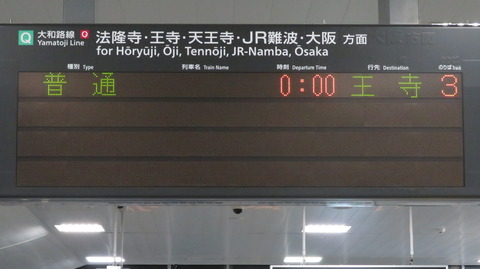 Q 大和路線 Q 法隆寺・王寺・天王寺・JR難波・大阪 方面
Yamatoji Line for Hōryūji, Ōji, Tennōji, JR-Namba, Ōsaka
種別 Type 列車名 Train Name 時刻 Departure Time 行先 Destination のりば Track
普通 0:00 王寺 3